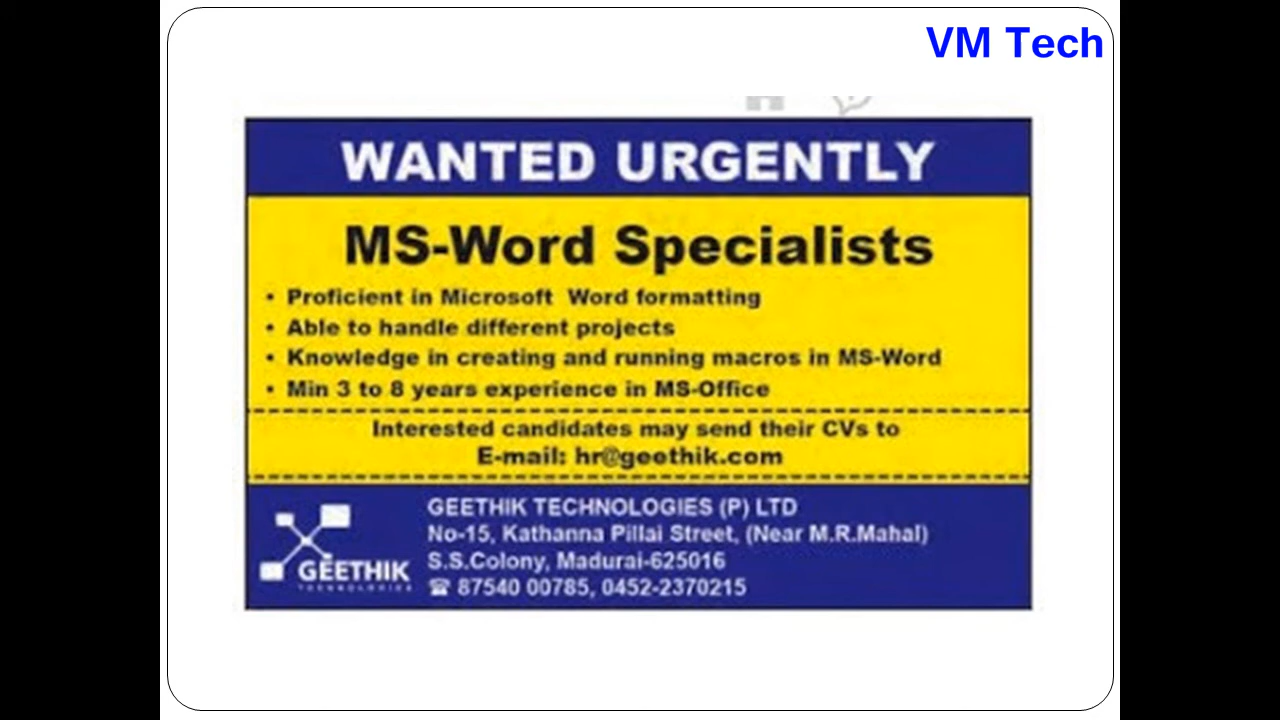 VM Tech
WANTED URGENTLY
MS-Word Specialists
• Proficient in Microsoft Word formatting
• Able to handle different projects
• Knowledge in creating and running macros in MS-Word
• Min 3 to 8 years experience in MS-Office
Interested candidates may send their CVs to
E-mail: hr@geethik.com
GEETHIK TECHNOLOGIES (P) LTD
No-15, Kathanna Pillai Street, (Near M.R.Mahal)
S.S.Colony, Madurai-625016
☎ 87540 00785, 0452-2370215
GEETHIK
TECHNOLOGIES